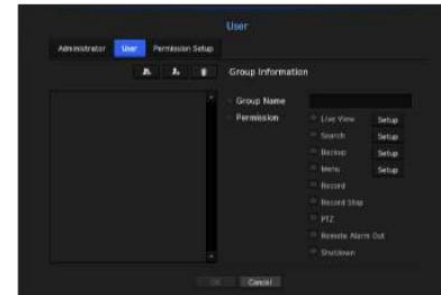 User
Administrator User Permission Setup
Group Information
Group Name
Permission
Live View Setup
Search Setup
Backup Setup
Menu Setup
Record
Record Stop
PTZ
Remote Alarm Out
Shutdown
OK Cancel